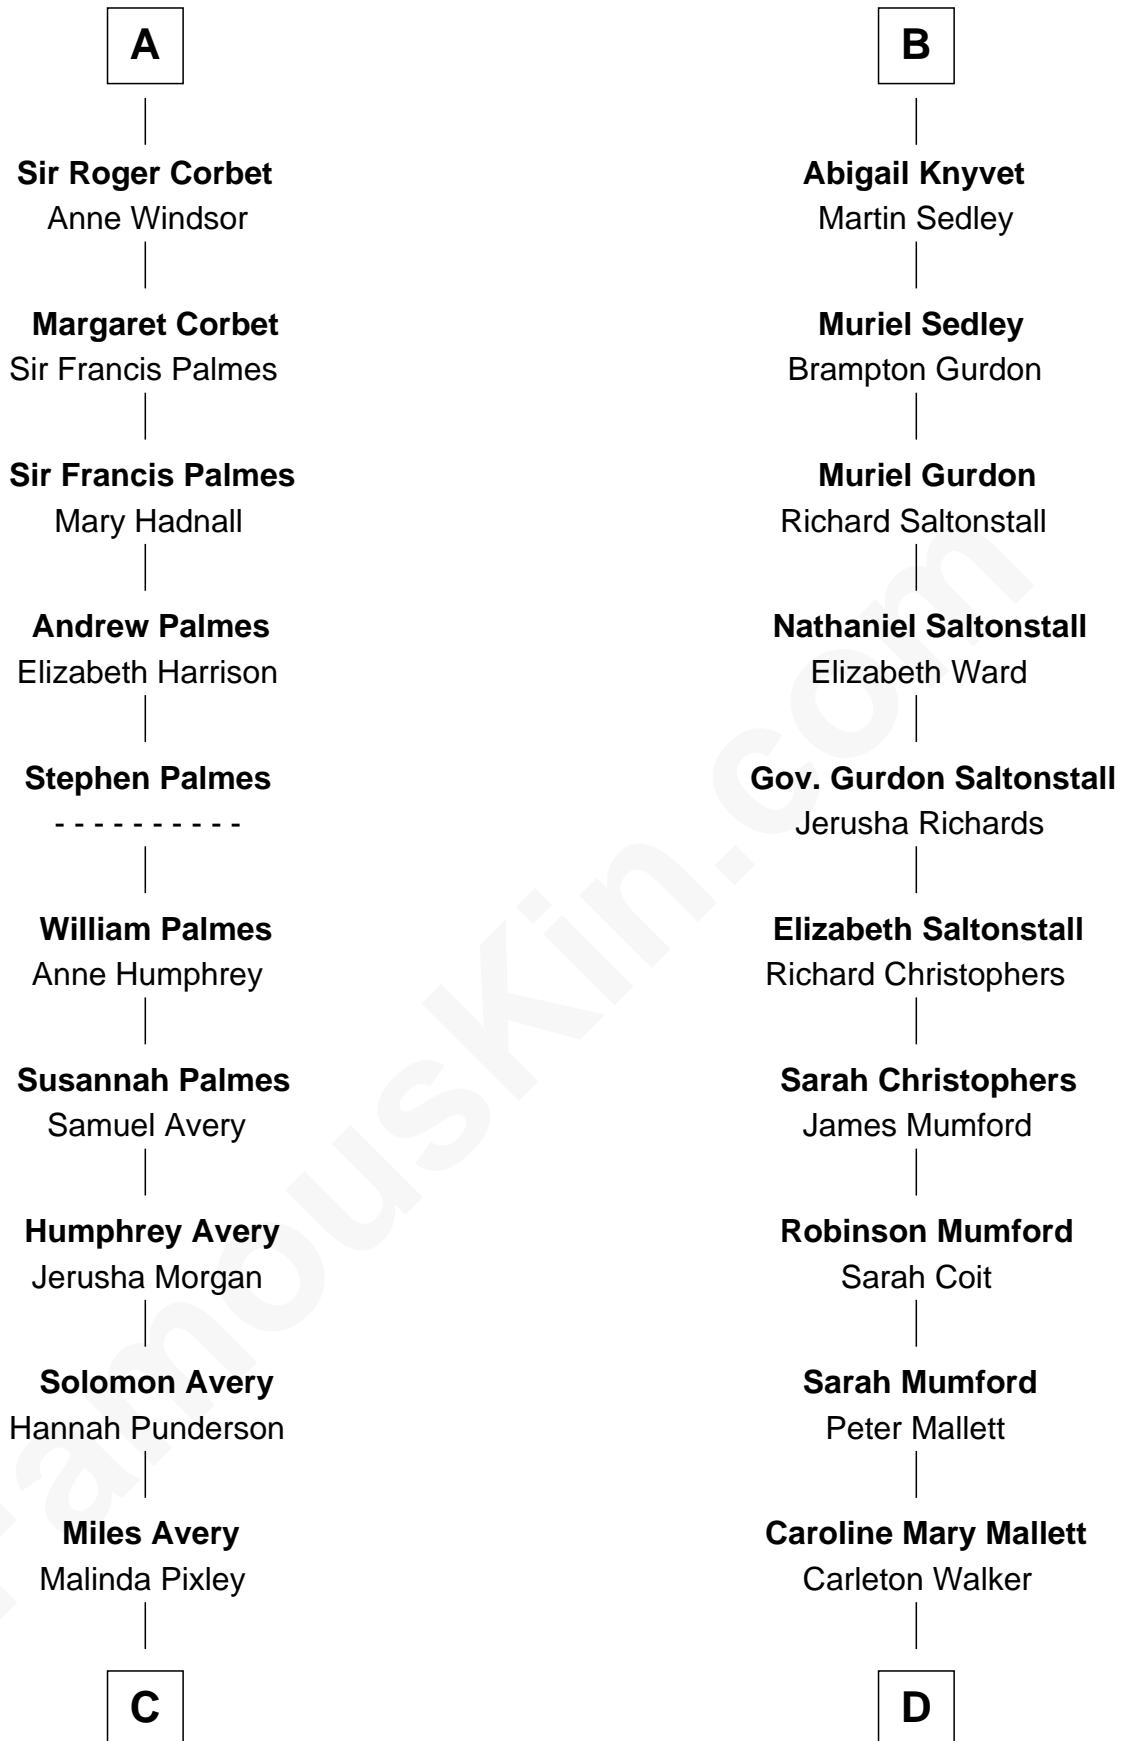 A
Sir Roger Corbet
Anne Windsor
Margaret Corbet
Sir Francis Palmes
Sir Francis Palmes
Mary Hadnall
Andrew Palmes
Elizabeth Harrison
Stephen Palmes
- - - - - - - - - -
William Palmes
Anne Humphrey
Susannah Palmes
Samuel Avery
Humphrey Avery
Jerusha Morgan
Solomon Avery
Hannah Punderson
Miles Avery
Malinda Pixley
C
B
Abigail Knyvet
Martin Sedley
Muriel Sedley
Brampton Gurdon
Muriel Gurdon
Richard Saltonstall
Nathaniel Saltonstall
Elizabeth Ward
Gov. Gurdon Saltonstall
Jerusha Richards
Elizabeth Saltonstall
Richard Christophers
Sarah Christophers
James Mumford
Robinson Mumford
Sarah Coit
Sarah Mumford
Peter Mallett
Caroline Mary Mallett
Carleton Walker
D
FamousKin.com